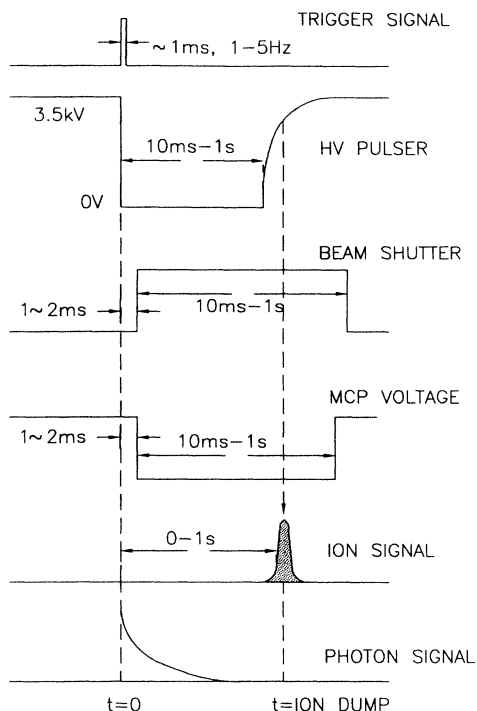 TRIGGER SIGNAL
~1ms, 1-5Hz
3.5kV
10ms-1s
HV PULSER
0V
BEAM SHUTTER
1~2ms
10ms-1s
MCP VOLTAGE
1~2ms
10ms-1s
0-1s
ION SIGNAL
PHOTON SIGNAL
t=0
t=ION DUMP